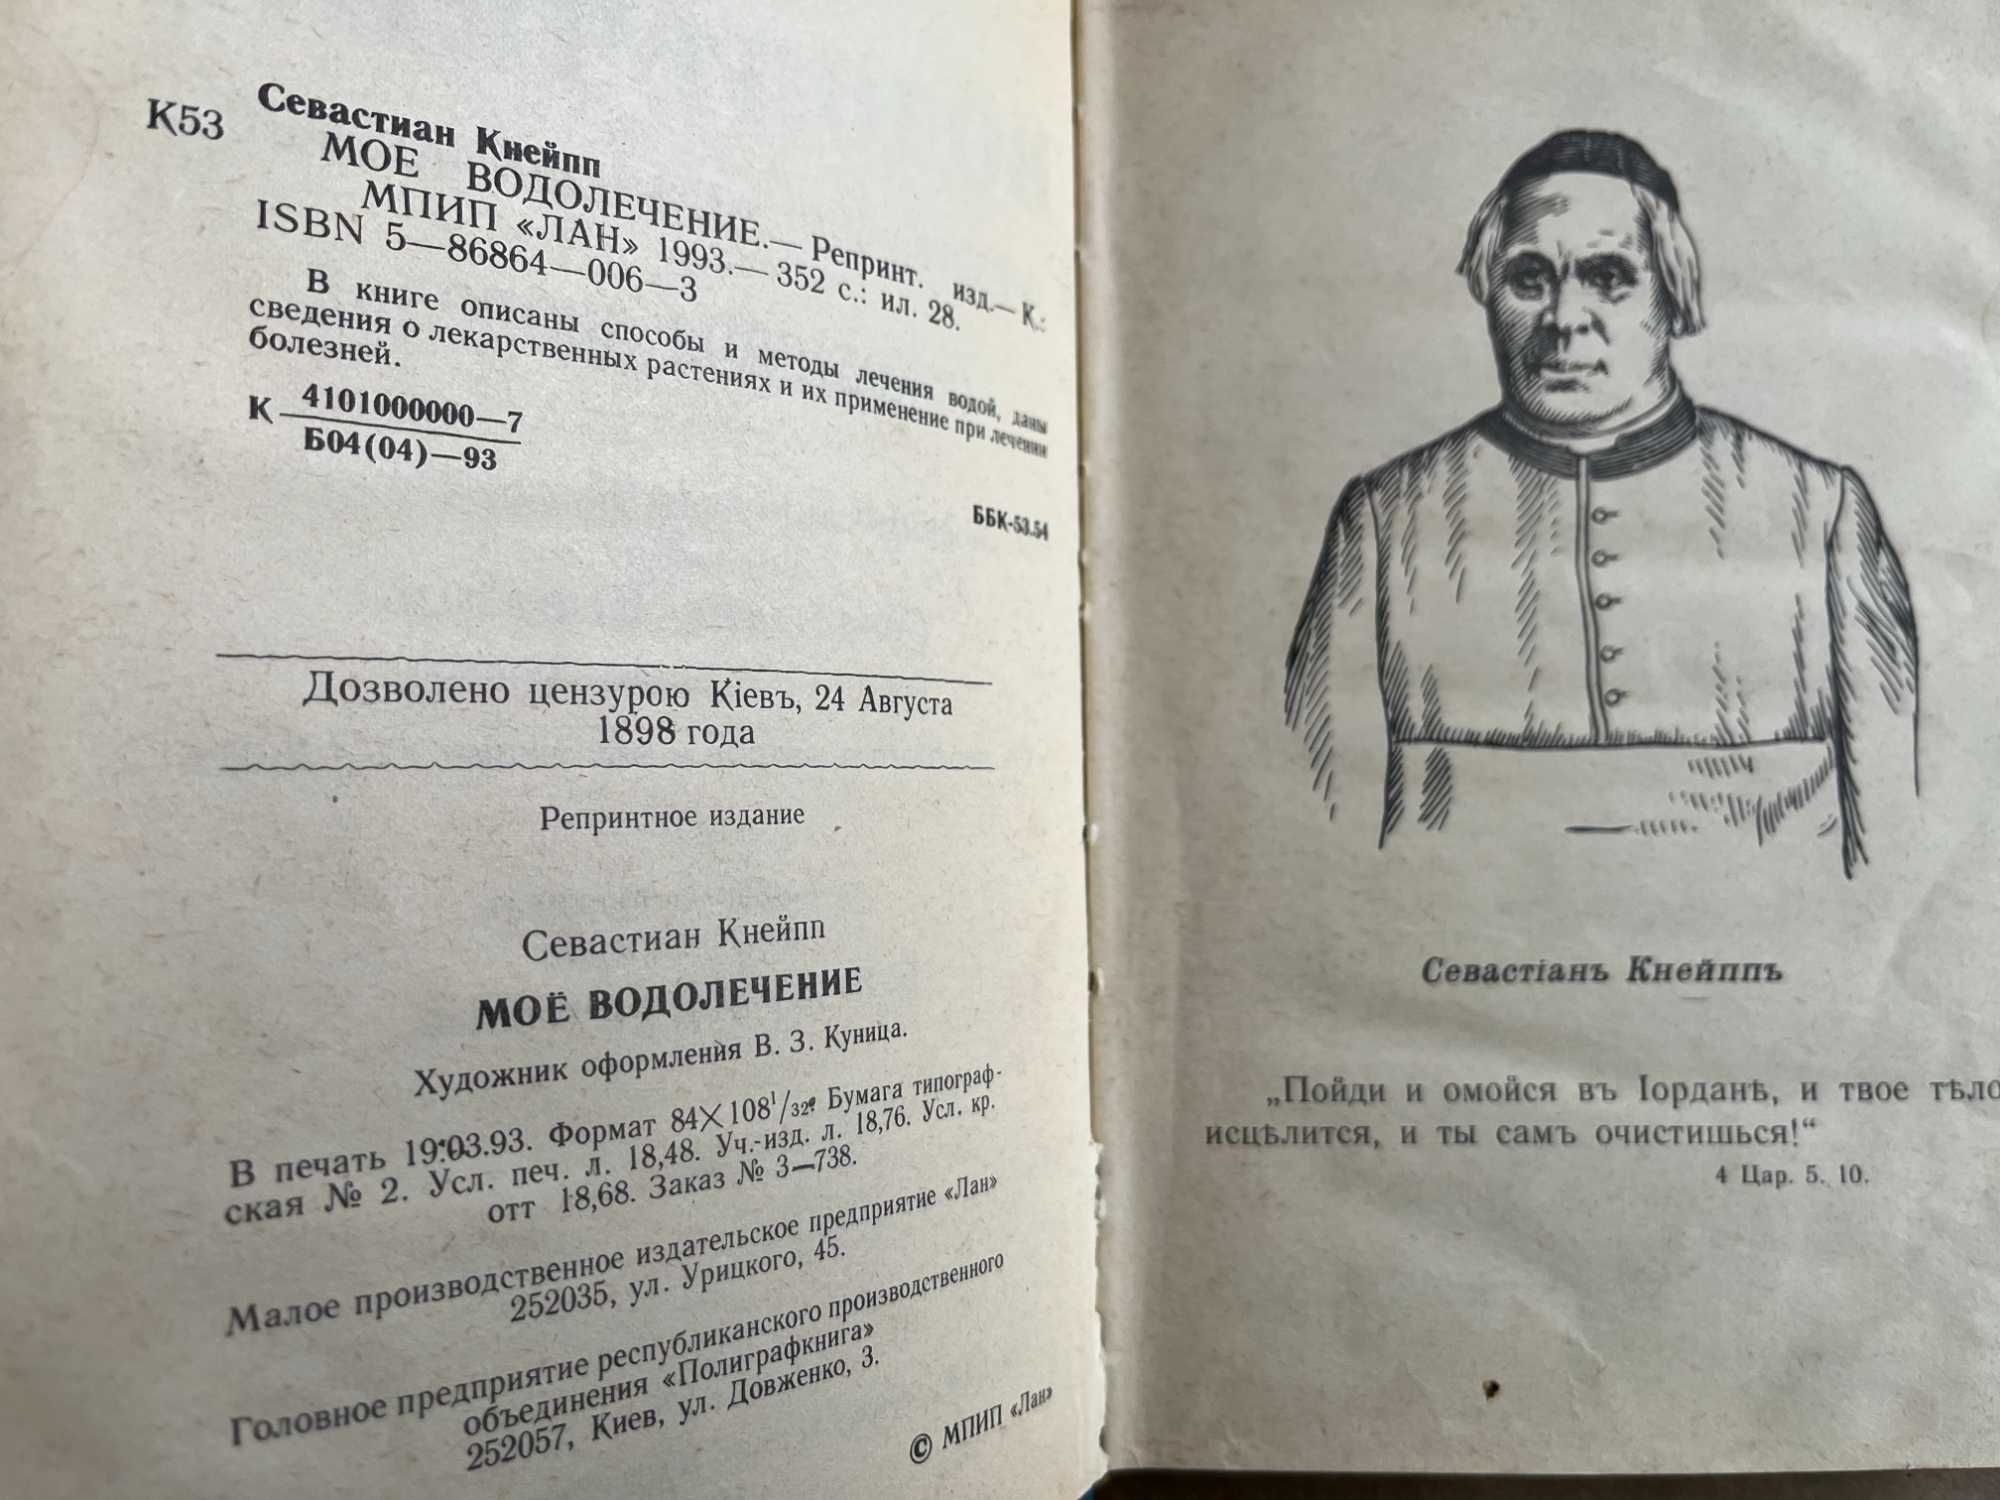 К53
Севастиан Кнейпп
МОЕ ВОДОЛЕЧЕНИЕ.— Репринт. изд.— К.:
МПИП «ЛАН» 1993.— 352 с.: ил. 28.
ISBN 5—86864—006—3
В книге описаны способы и методы лечения водой, даны
сведения о лекарственных растениях и их применение при лечении
болезней.
К 4101000000—7
Б04(04)—93
ББК-53.54
Дозволено цензурою Кіевъ, 24 Августа
1898 года
Репринтное издание
Севастиан Кнейпп
МОЁ ВОДОЛЕЧЕНИЕ
Художник оформления В. З. Куница.
В печать 19.03.93. Формат 84×108¹/₃₂. Бумага типограф-
ская № 2. Усл. печ. л. 18,48. Уч.-изд. л. 18,76. Усл. кр.
отт 18,68. Заказ № 3—738.
Малое производственное издательское предприятие «Лан»
252035, ул. Урицкого, 45.
Головное предприятие республиканского производственного
объединения «Полиграфкнига»
252057, Киев, ул. Довженко, 3.
© МПИП «Лан»
Севастіанъ Кнейппъ
„Пойди и омойся въ Іорданѣ, и твое тѣло
исцѣлится, и ты самъ очистишься!“
4 Цар. 5. 10.